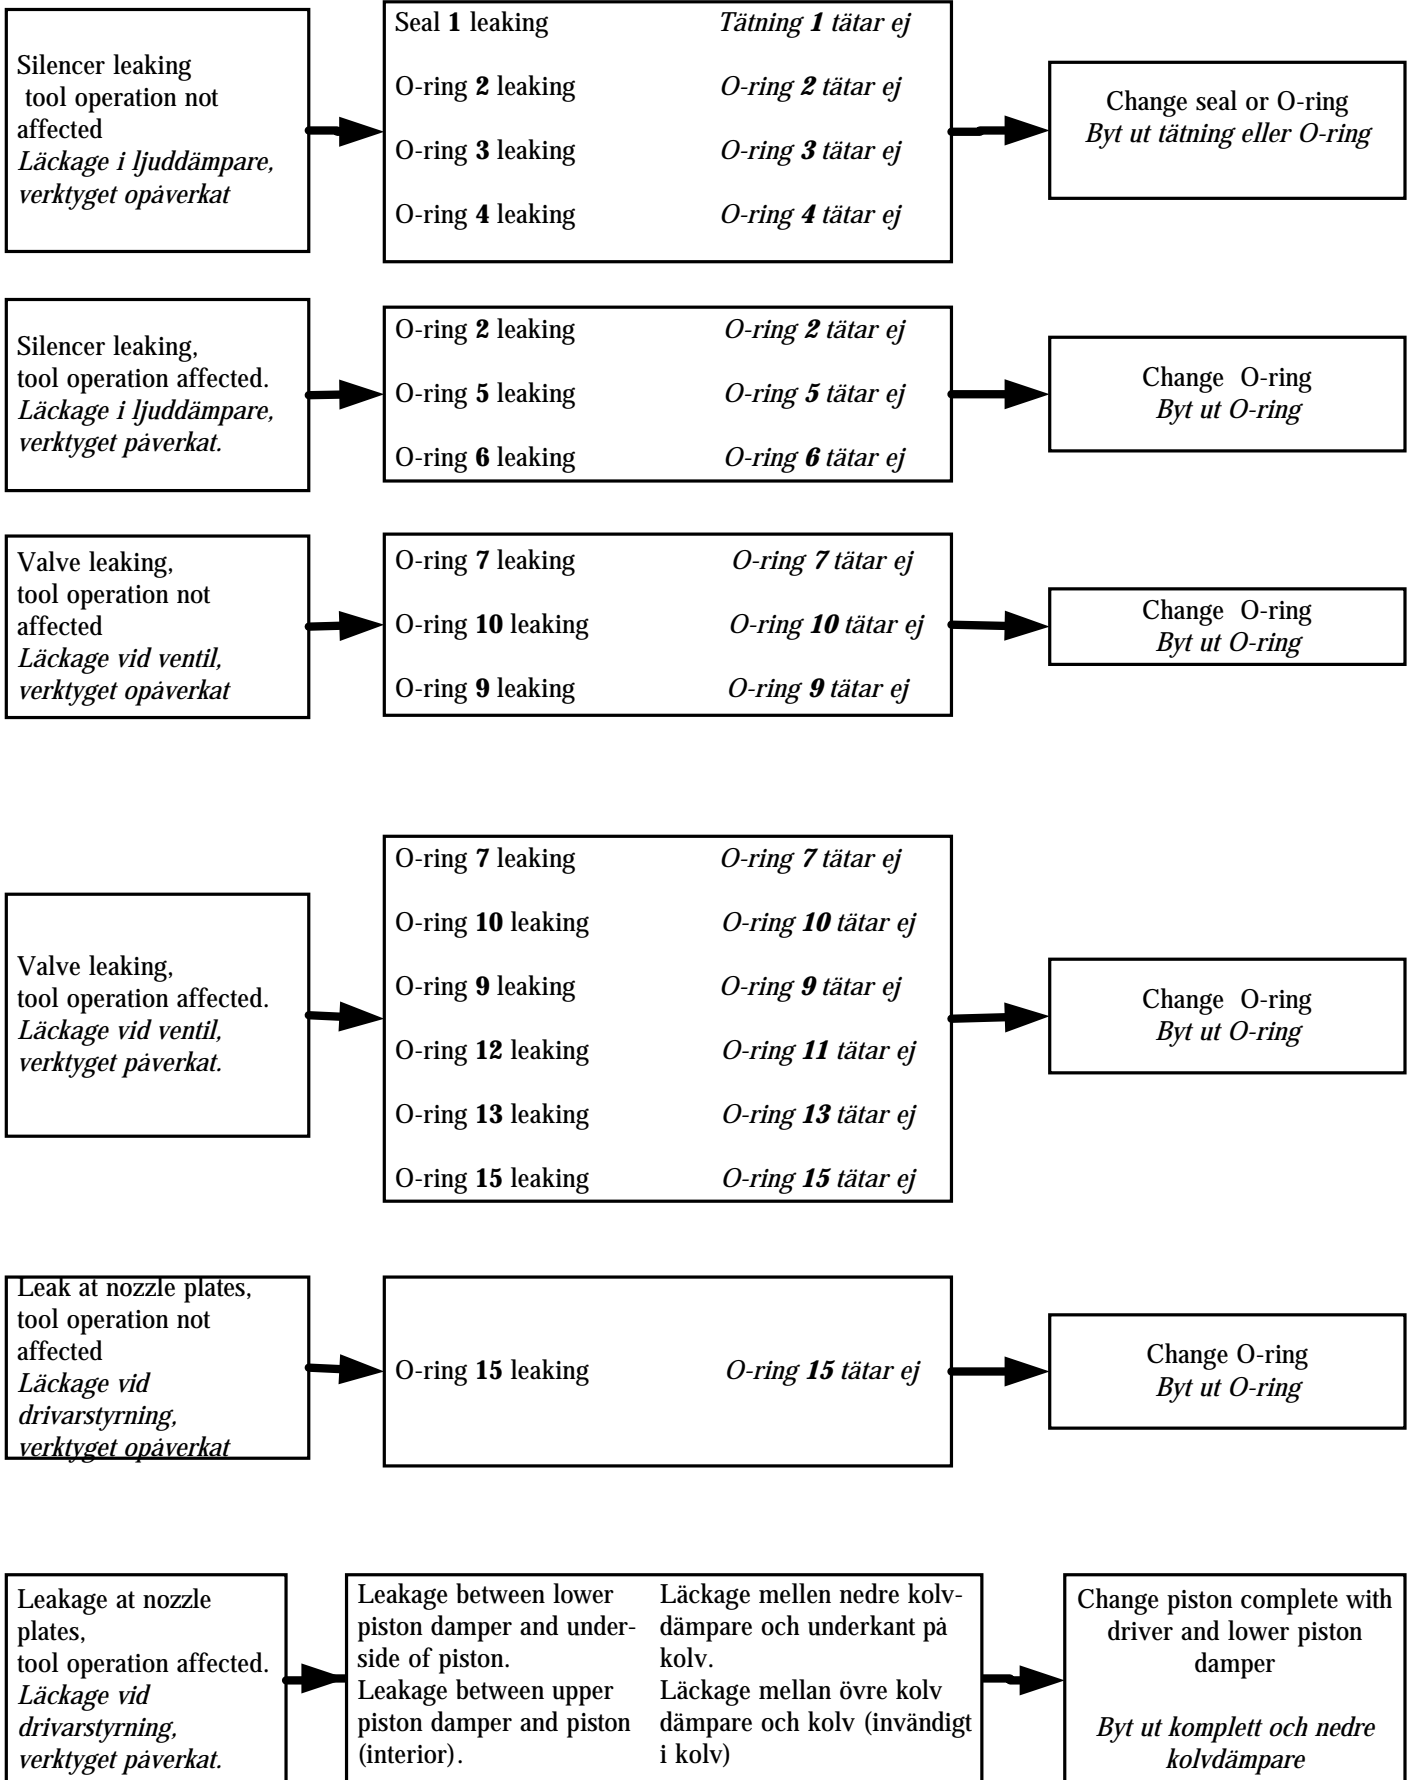 Silencer leaking
tool operation not
affected
Läckage i ljuddämpare,
verktyget opåverkat
Seal 1 leaking Tätning 1 tätar ej
O-ring 2 leaking O-ring 2 tätar ej
O-ring 3 leaking O-ring 3 tätar ej
O-ring 4 leaking O-ring 4 tätar ej
Change seal or O-ring
Byt ut tätning eller O-ring
Silencer leaking,
tool operation affected.
Läckage i ljuddämpare,
verktyget påverkat.
O-ring 2 leaking O-ring 2 tätar ej
O-ring 5 leaking O-ring 5 tätar ej
O-ring 6 leaking O-ring 6 tätar ej
Change O-ring
Byt ut O-ring
Valve leaking,
tool operation not
affected
Läckage vid ventil,
verktyget opåverkat
O-ring 7 leaking O-ring 7 tätar ej
O-ring 10 leaking O-ring 10 tätar ej
O-ring 9 leaking O-ring 9 tätar ej
Change O-ring
Byt ut O-ring
Valve leaking,
tool operation affected.
Läckage vid ventil,
verktyget påverkat.
O-ring 7 leaking O-ring 7 tätar ej
O-ring 10 leaking O-ring 10 tätar ej
O-ring 9 leaking O-ring 9 tätar ej
O-ring 12 leaking O-ring 11 tätar ej
O-ring 13 leaking O-ring 13 tätar ej
O-ring 15 leaking O-ring 15 tätar ej
Change O-ring
Byt ut O-ring
Leak at nozzle plates,
tool operation not
affected
Läckage vid
drivarstyrning,
verktyget opåverkat
O-ring 15 leaking O-ring 15 tätar ej
Change O-ring
Byt ut O-ring
Leakage at nozzle
plates,
tool operation affected.
Läckage vid
drivarstyrning,
verktyget påverkat.
Leakage between lower
piston damper and under-
side of piston.
Leakage between upper
piston damper and piston
(interior).
Läckage mellen nedre kolv-
dämpare och underkant på
kolv.
Läckage mellan övre kolv
dämpare och kolv (invändigt
i kolv)
Change piston complete with
driver and lower piston
damper
Byt ut komplett och nedre
kolvdämpare